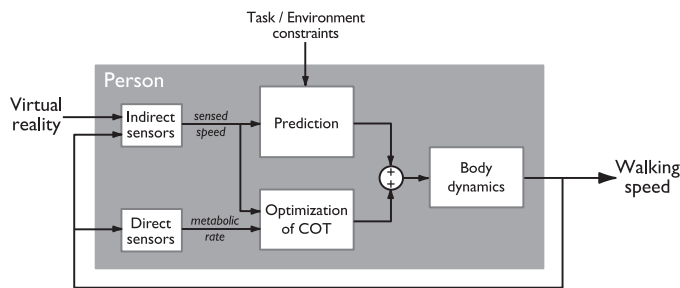 Task / Environment
constraints
Person
Virtual
reality
Indirect
sensors
sensed
speed
Prediction
+
+
Body
dynamics
Walking
speed
Direct
sensors
metabolic
rate
Optimization
of COT